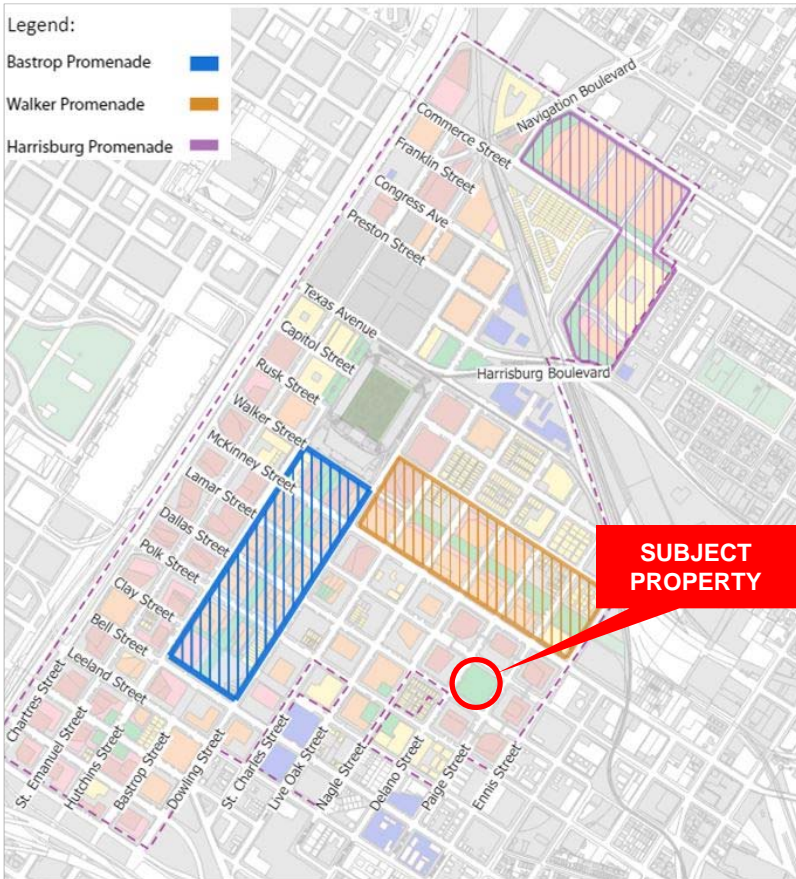 Legend:
Bastrop Promenade
Walker Promenade
Harrisburg Promenade
Navigation Boulevard
Commerce Street
Franklin Street
Congress Ave
Preston Street
Texas Avenue
Capitol Street
Harrisburg Boulevard
Rusk Street
Walker Street
McKinney Street
Lamar Street
Dallas Street
Polk Street
Clay Street
Bell Street
Leeland Street
SUBJECT
PROPERTY
Chartres Street
St. Emanuel Street
Hutchins Street
Bastrop Street
Dowling Street
St. Charles Street
Live Oak Street
Nagle Street
Delano Street
Paige Street
Ennis Street